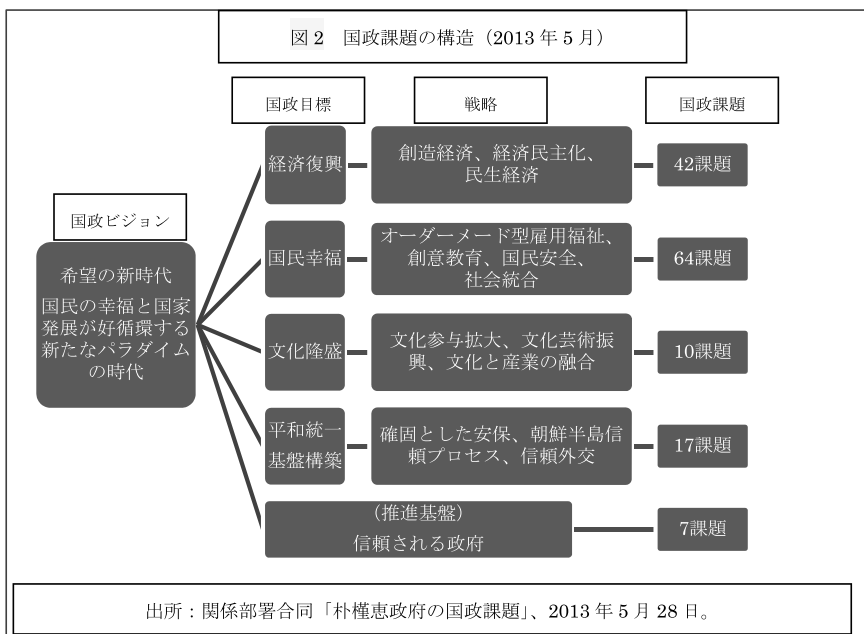 図2 国政課題の構造（2013年5月）
国政目標
戦略
国政課題
経済復興
創造経済、経済民主化、
民生経済
42課題
国政ビジョン
希望の新時代
国民の幸福と国家
発展が好循環する
新たなパラダイム
の時代
国民幸福
オーダーメード型雇用福祉、
創意教育、国民安全、
社会統合
64課題
文化隆盛
文化参与拡大、文化芸術振
興、文化と産業の融合
10課題
平和統一
基盤構築
確固とした安保、朝鮮半島信
頼プロセス、信頼外交
17課題
（推進基盤）
信頼される政府
7課題
出所：関係部署合同「朴槿恵政府の国政課題」、2013年5月28日。